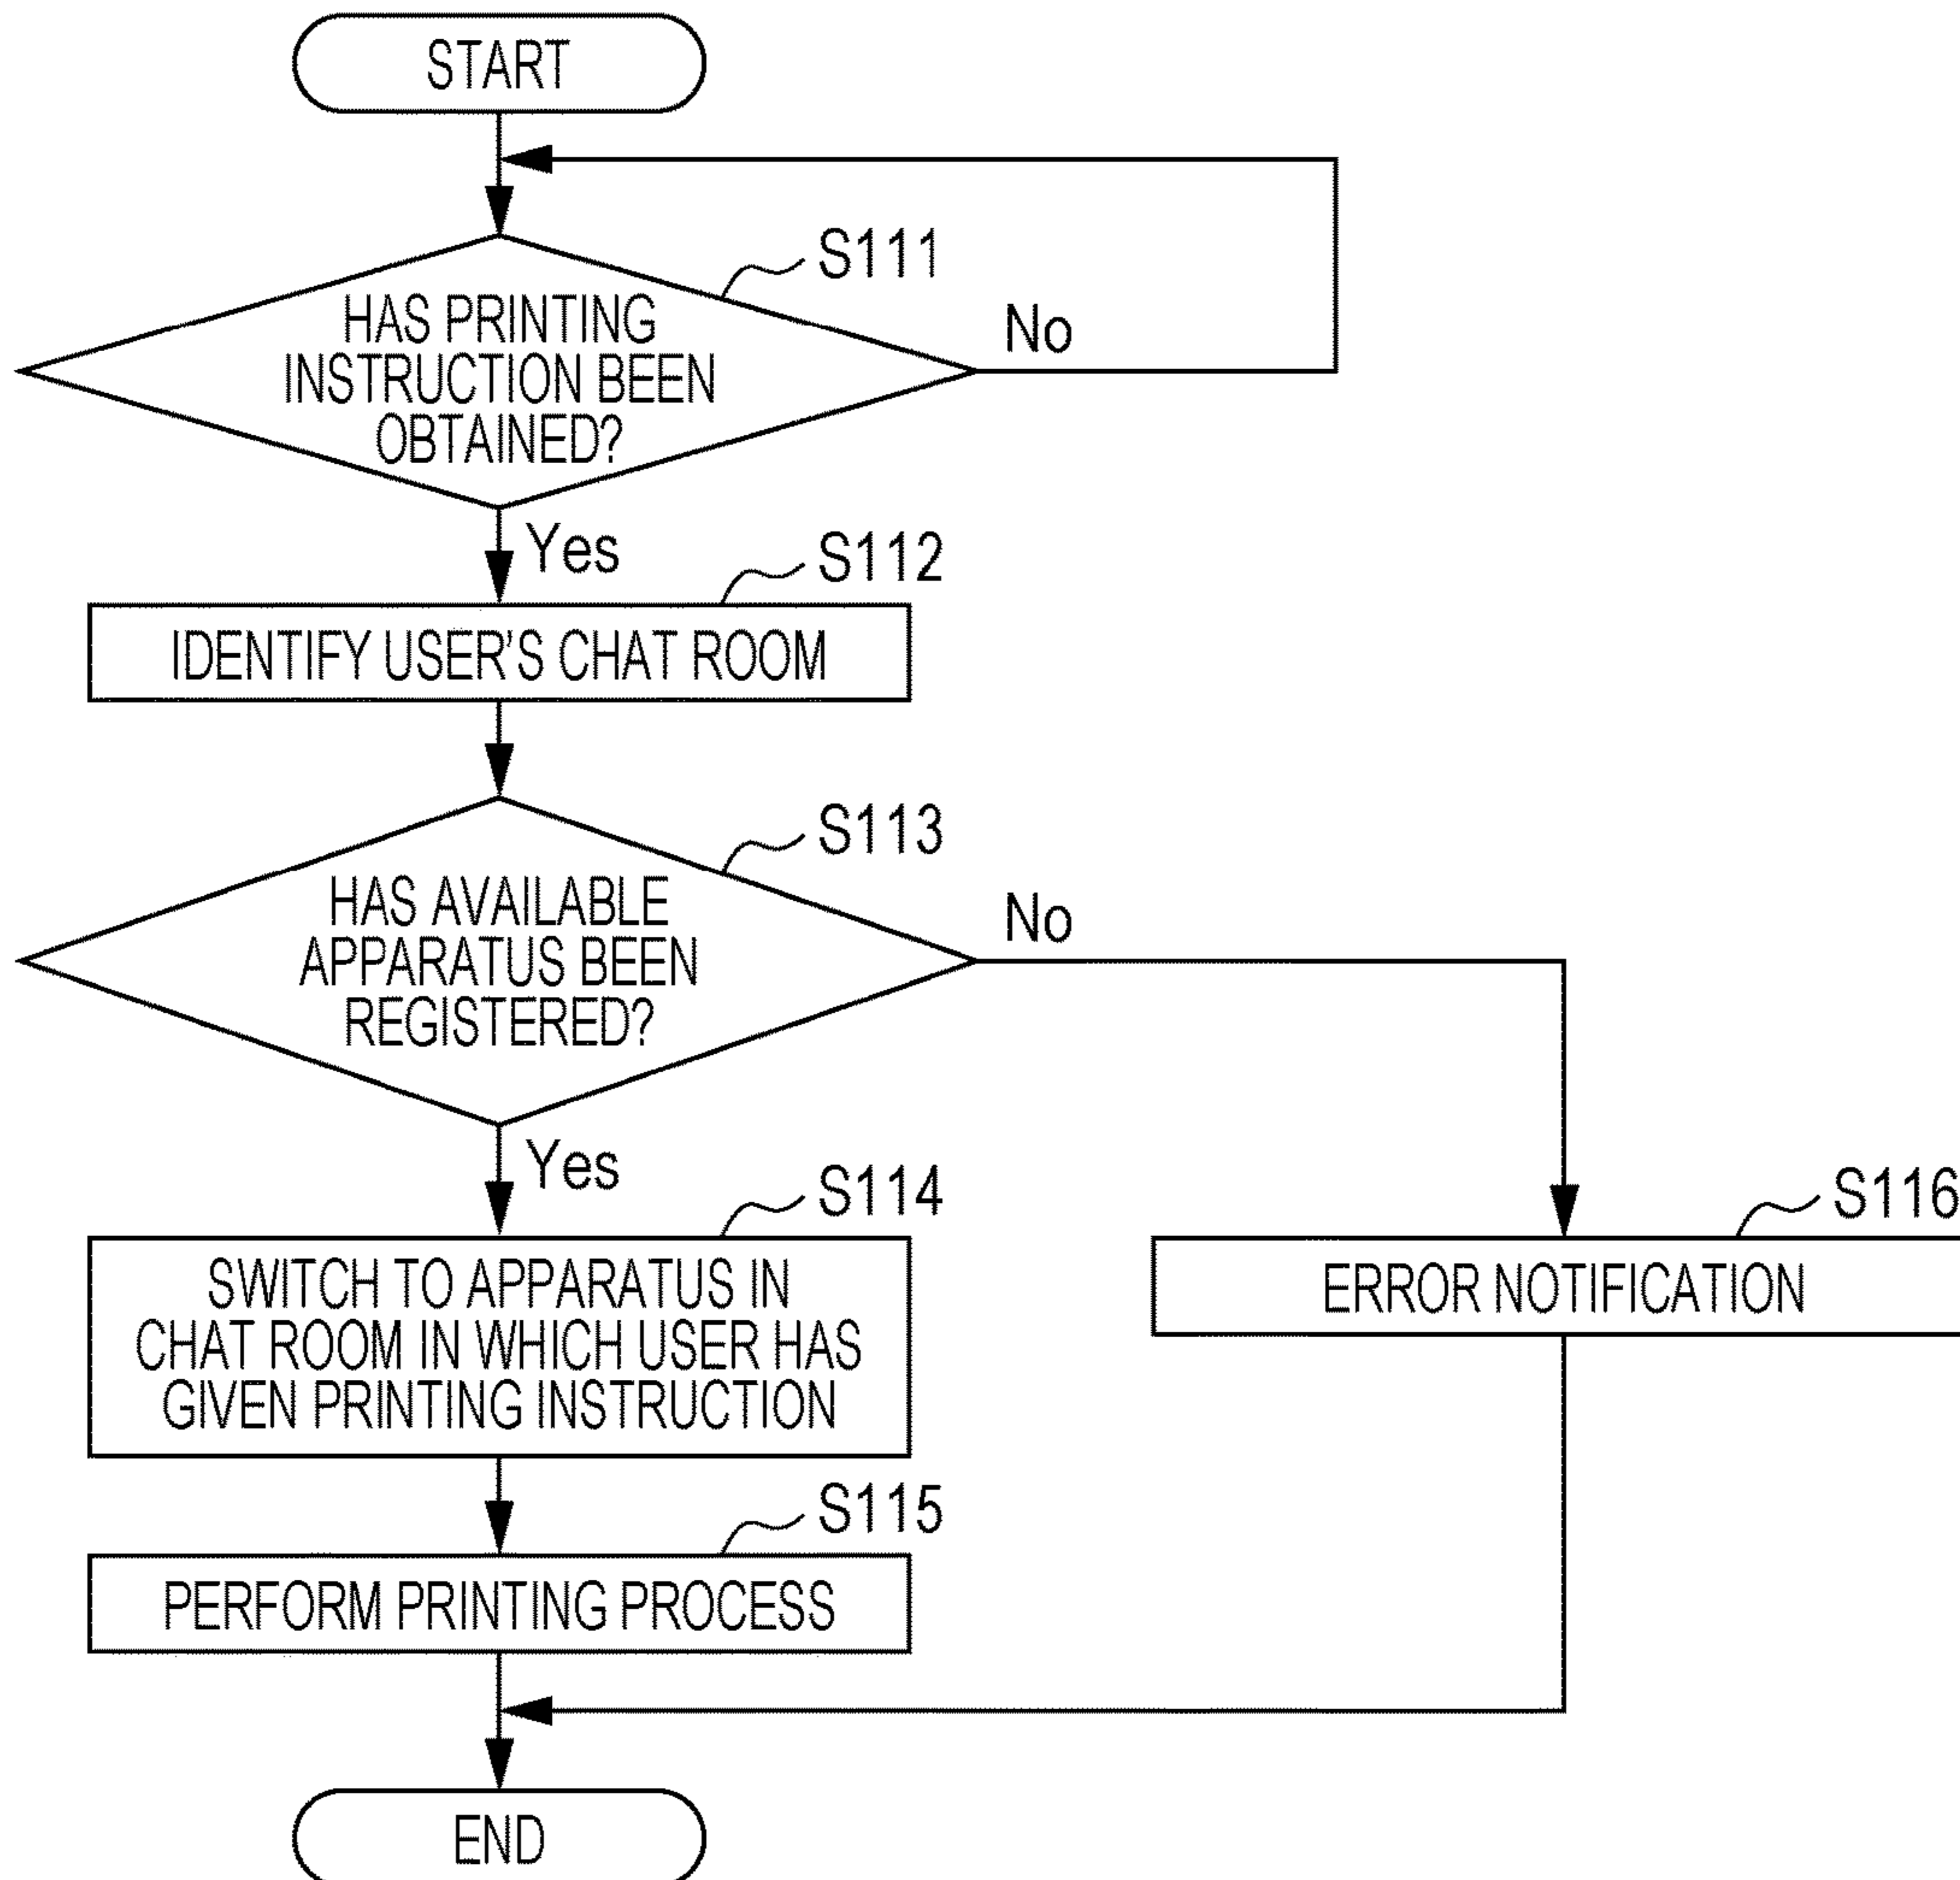 START
S111
HAS PRINTING
INSTRUCTION BEEN
OBTAINED?
No
Yes
S112
IDENTIFY USER'S CHAT ROOM
S113
HAS AVAILABLE
APPARATUS BEEN
REGISTERED?
No
Yes
S114
SWITCH TO APPARATUS IN
CHAT ROOM IN WHICH USER HAS
GIVEN PRINTING INSTRUCTION
S116
ERROR NOTIFICATION
S115
PERFORM PRINTING PROCESS
END